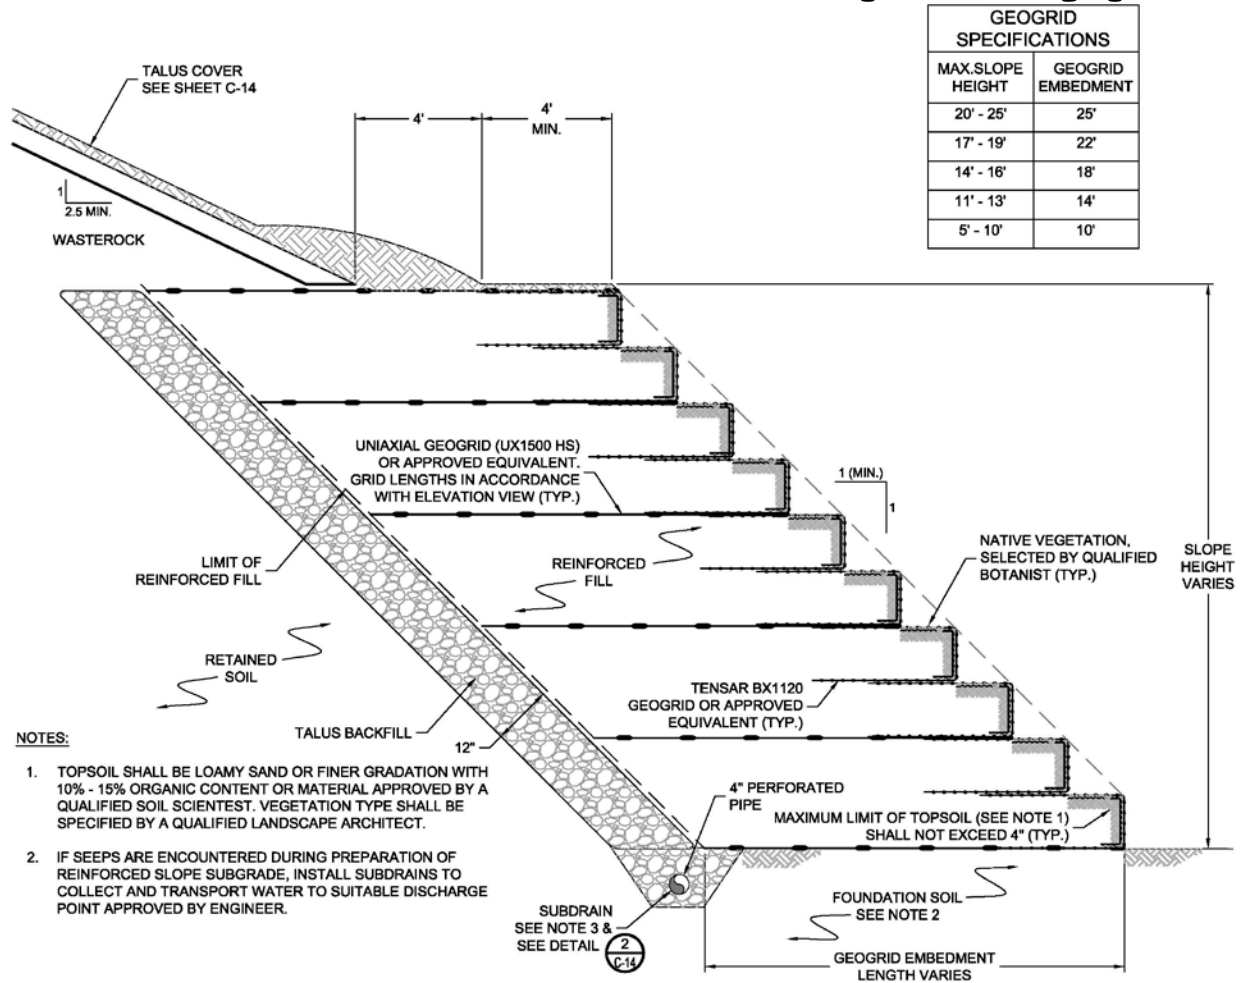 GEOGRID
SPECIFICATIONS
MAX.SLOPE
HEIGHT
GEOGRID
EMBEDMENT
20' - 25'
25'
17' - 19'
22'
14' - 16'
18'
11' - 13'
14'
5' - 10'
10'
TALUS COVER
SEE SHEET C-14
4'
4'
MIN.
1
2.5 MIN.
WASTEROCK
UNIAXIAL GEOGRID (UX1500 HS)
OR APPROVED EQUIVALENT.
GRID LENGTHS IN ACCORDANCE
WITH ELEVATION VIEW (TYP.)
1 (MIN.)
1
LIMIT OF
REINFORCED FILL
REINFORCED
FILL
NATIVE VEGETATION,
SELECTED BY QUALIFIED
BOTANIST (TYP.)
SLOPE
HEIGHT
VARIES
RETAINED
SOIL
TENSAR BX1120
GEOGRID OR APPROVED
EQUIVALENT (TYP.)
TALUS BACKFILL
12"
NOTES:
1. TOPSOIL SHALL BE LOAMY SAND OR FINER GRADATION WITH
10% - 15% ORGANIC CONTENT OR MATERIAL APPROVED BY A
QUALIFIED SOIL SCIENTEST. VEGETATION TYPE SHALL BE
SPECIFIED BY A QUALIFIED LANDSCAPE ARCHITECT.
2. IF SEEPS ARE ENCOUNTERED DURING PREPARATION OF
REINFORCED SLOPE SUBGRADE, INSTALL SUBDRAINS TO
COLLECT AND TRANSPORT WATER TO SUITABLE DISCHARGE
POINT APPROVED BY ENGINEER.
4" PERFORATED
PIPE
MAXIMUM LIMIT OF TOPSOIL (SEE NOTE 1)
SHALL NOT EXCEED 4" (TYP.)
SUBDRAIN
SEE NOTE 3 &
SEE DETAIL
2
C-14
FOUNDATION SOIL
SEE NOTE 2
GEOGRID EMBEDMENT
LENGTH VARIES